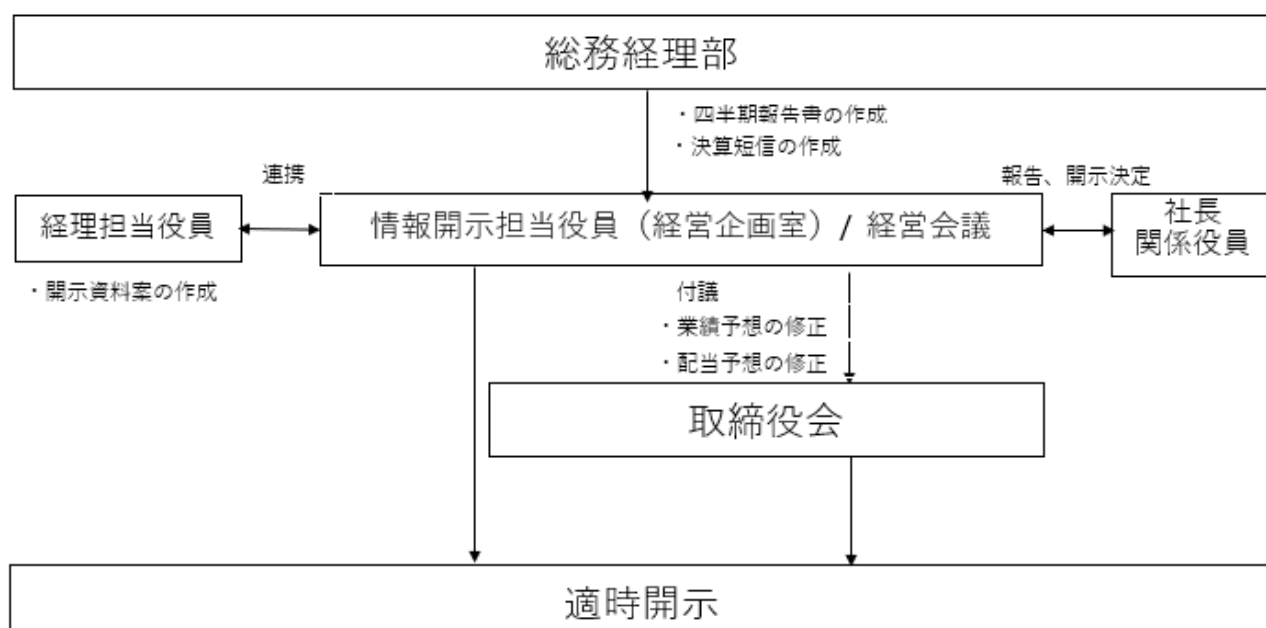 総務経理部
・四半期報告書の作成
・決算短信の作成
連携
報告、開示決定
経理担当役員
情報開示担当役員（経営企画室）/ 経営会議
社長
関係役員
・開示資料案の作成
付議
・業績予想の修正
・配当予想の修正
取締役会
適時開示